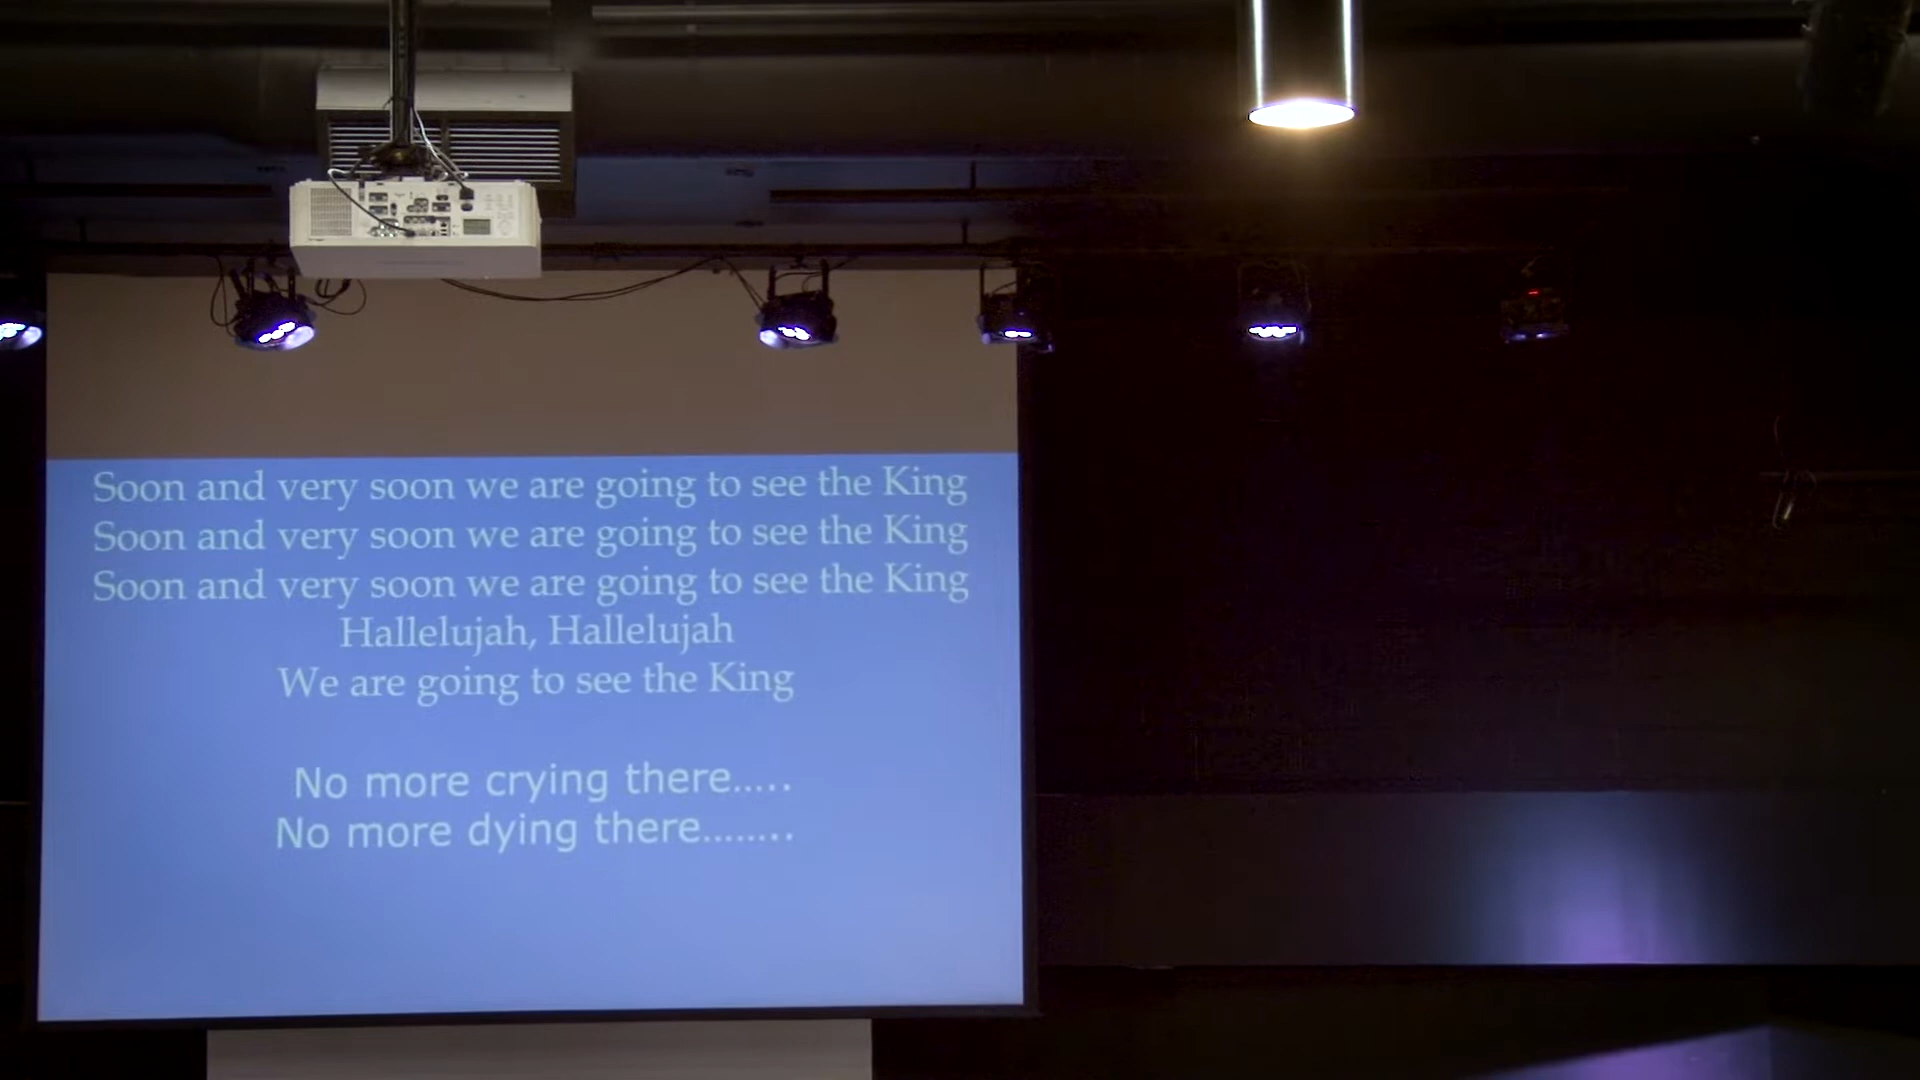 Soon and very soon we are going to see the King
Soon and very soon we are going to see the King
Soon and very soon we are going to see the King
Hallelujah, Hallelujah
We are going to see the King
No more crying there.....
No more dying there........